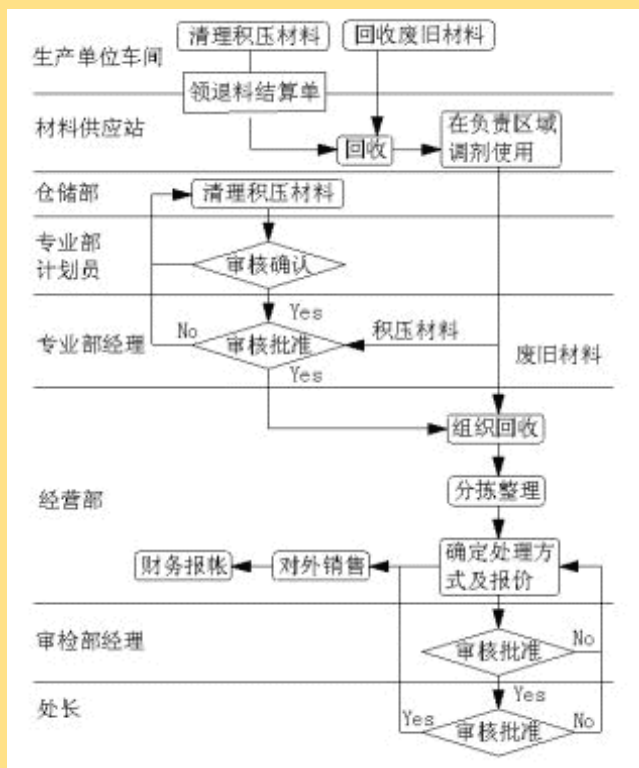 清理积压材料
回收废旧材料
生产单位车间
领退料结算单
材料供应站
回收
在负责区域
调剂使用
仓储部
清理积压材料
专业部
计划员
审核确认
Yes
专业部经理
No
审核批准
积压材料
废旧材料
Yes
组织回收
分拣整理
经营部
财务报帐
对外销售
确定处理方
式及报价
审检部经理
审核批准
No
Yes
处长
Yes
审核批准
No